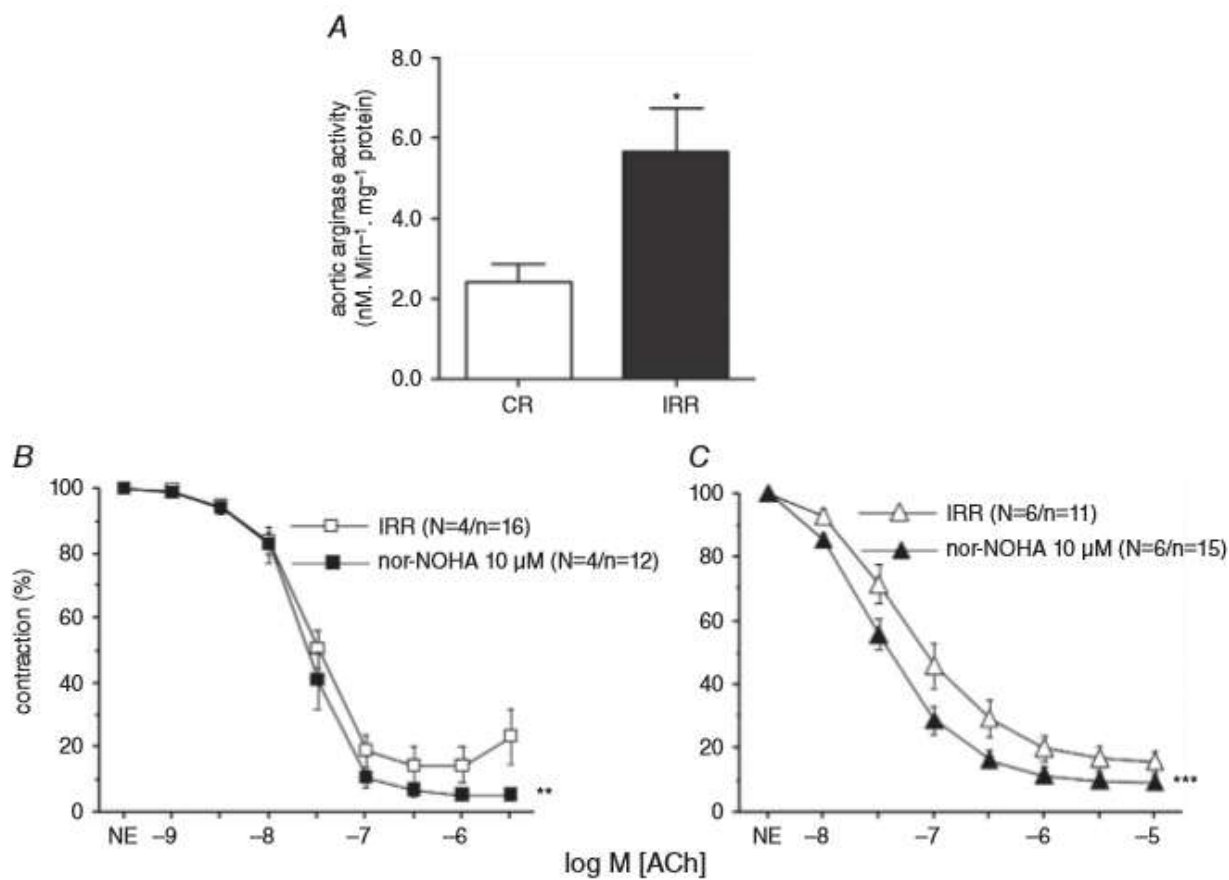 A
aortic arginase activity
(nM. Min⁻¹. mg⁻¹ protein)
8.0
6.0
4.0
2.0
0.0
*
CR
IRR
B
contraction (%)
100
80
60
40
20
0
IRR (N=4/n=16)
nor-NOHA 10 µM (N=4/n=12)
**
NE –9 –8 –7 –6
C
100
80
60
40
20
0
IRR (N=6/n=11)
nor-NOHA 10 µM (N=6/n=15)
***
NE –8 –7 –6 –5
log M [ACh]